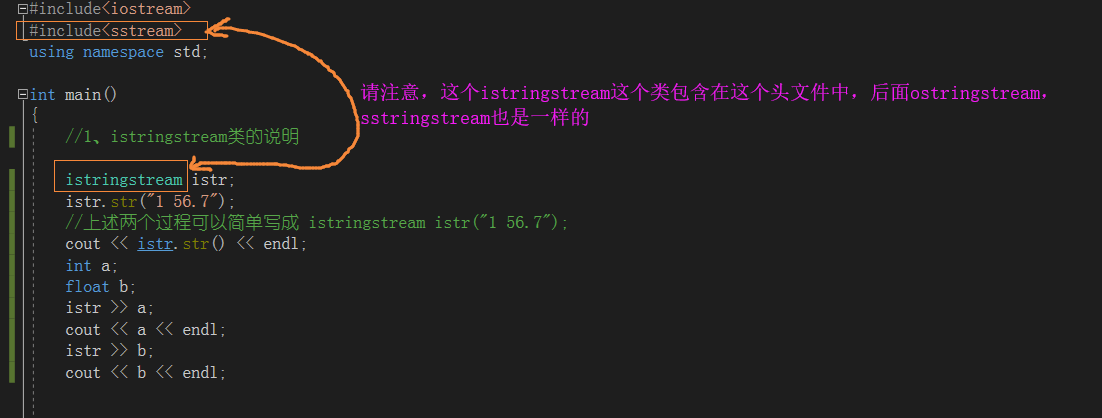 #include<iostream>
#include<sstream>
using namespace std;
int main()
请注意，这个istringstream这个类包含在这个头文件中，后面ostringstream，
sstringstream也是一样的
{
//1、istringstream类的说明
istringstream istr;
istr.str("1 56.7");
//上述两个过程可以简单写成 istringstream istr("1 56.7");
cout << istr.str() << endl;
int a;
float b;
istr >> a;
cout << a << endl;
istr >> b;
cout << b << endl;